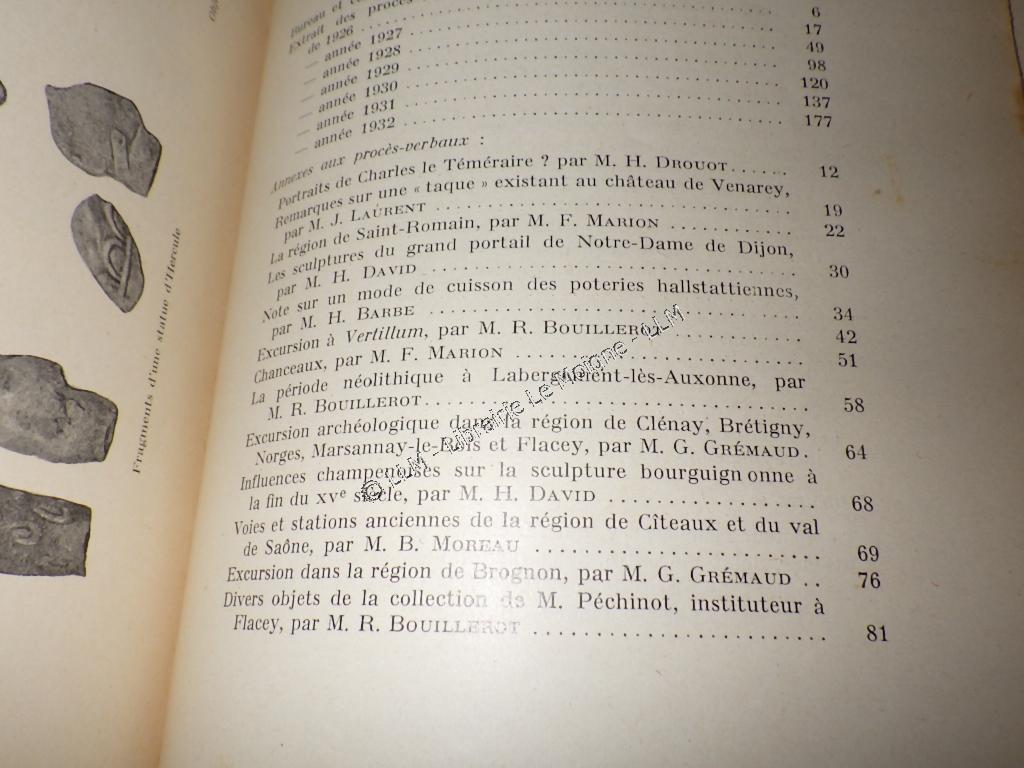 Fragments d'une statue d'Hercule
Bureau et
Extrait des procès
de 1926 6
— année 1927 17
— année 1928 49
— année 1929 98
— année 1930 120
— année 1931 137
— année 1932 177
Annexes aux procès-verbaux :
Portraits de Charles le Téméraire ? par M. H. DROUOT...... 12
Remarques sur une « taque » existant au château de Venarey,
par M. J. LAURENT 19
La région de Saint-Romain, par M. F. MARION 22
Les sculptures du grand portail de Notre-Dame de Dijon,
par M. H. DAVID 30
Note sur un mode de cuisson des poteries hallstattiennes,
par M. H. BARBE 34
Excursion à Vertillum, par M. R. BOUILLEROT 42
Chanceaux, par M. F. MARION 51
La période néolithique à Labergement-lès-Auxonne, par
M. R. BOUILLEROT 58
Excursion archéologique dans la région de Clénay, Brétigny,
Norges, Marsannay-le-Bois et Flacey, par M. G. GRÉMAUD. 64
Influences champenoises sur la sculpture bourguignonne à
la fin du XVe siècle, par M. H. DAVID 68
Voies et stations anciennes de la région de Cîteaux et du val
de Saône, par M. B. MOREAU 69
Excursion dans la région de Brognon, par M. G. GRÉMAUD .. 76
Divers objets de la collection de M. Péchinot, instituteur à
Flacey, par M. R. BOUILLEROT 81
© LLM - Librairie Le Moigne - LLM